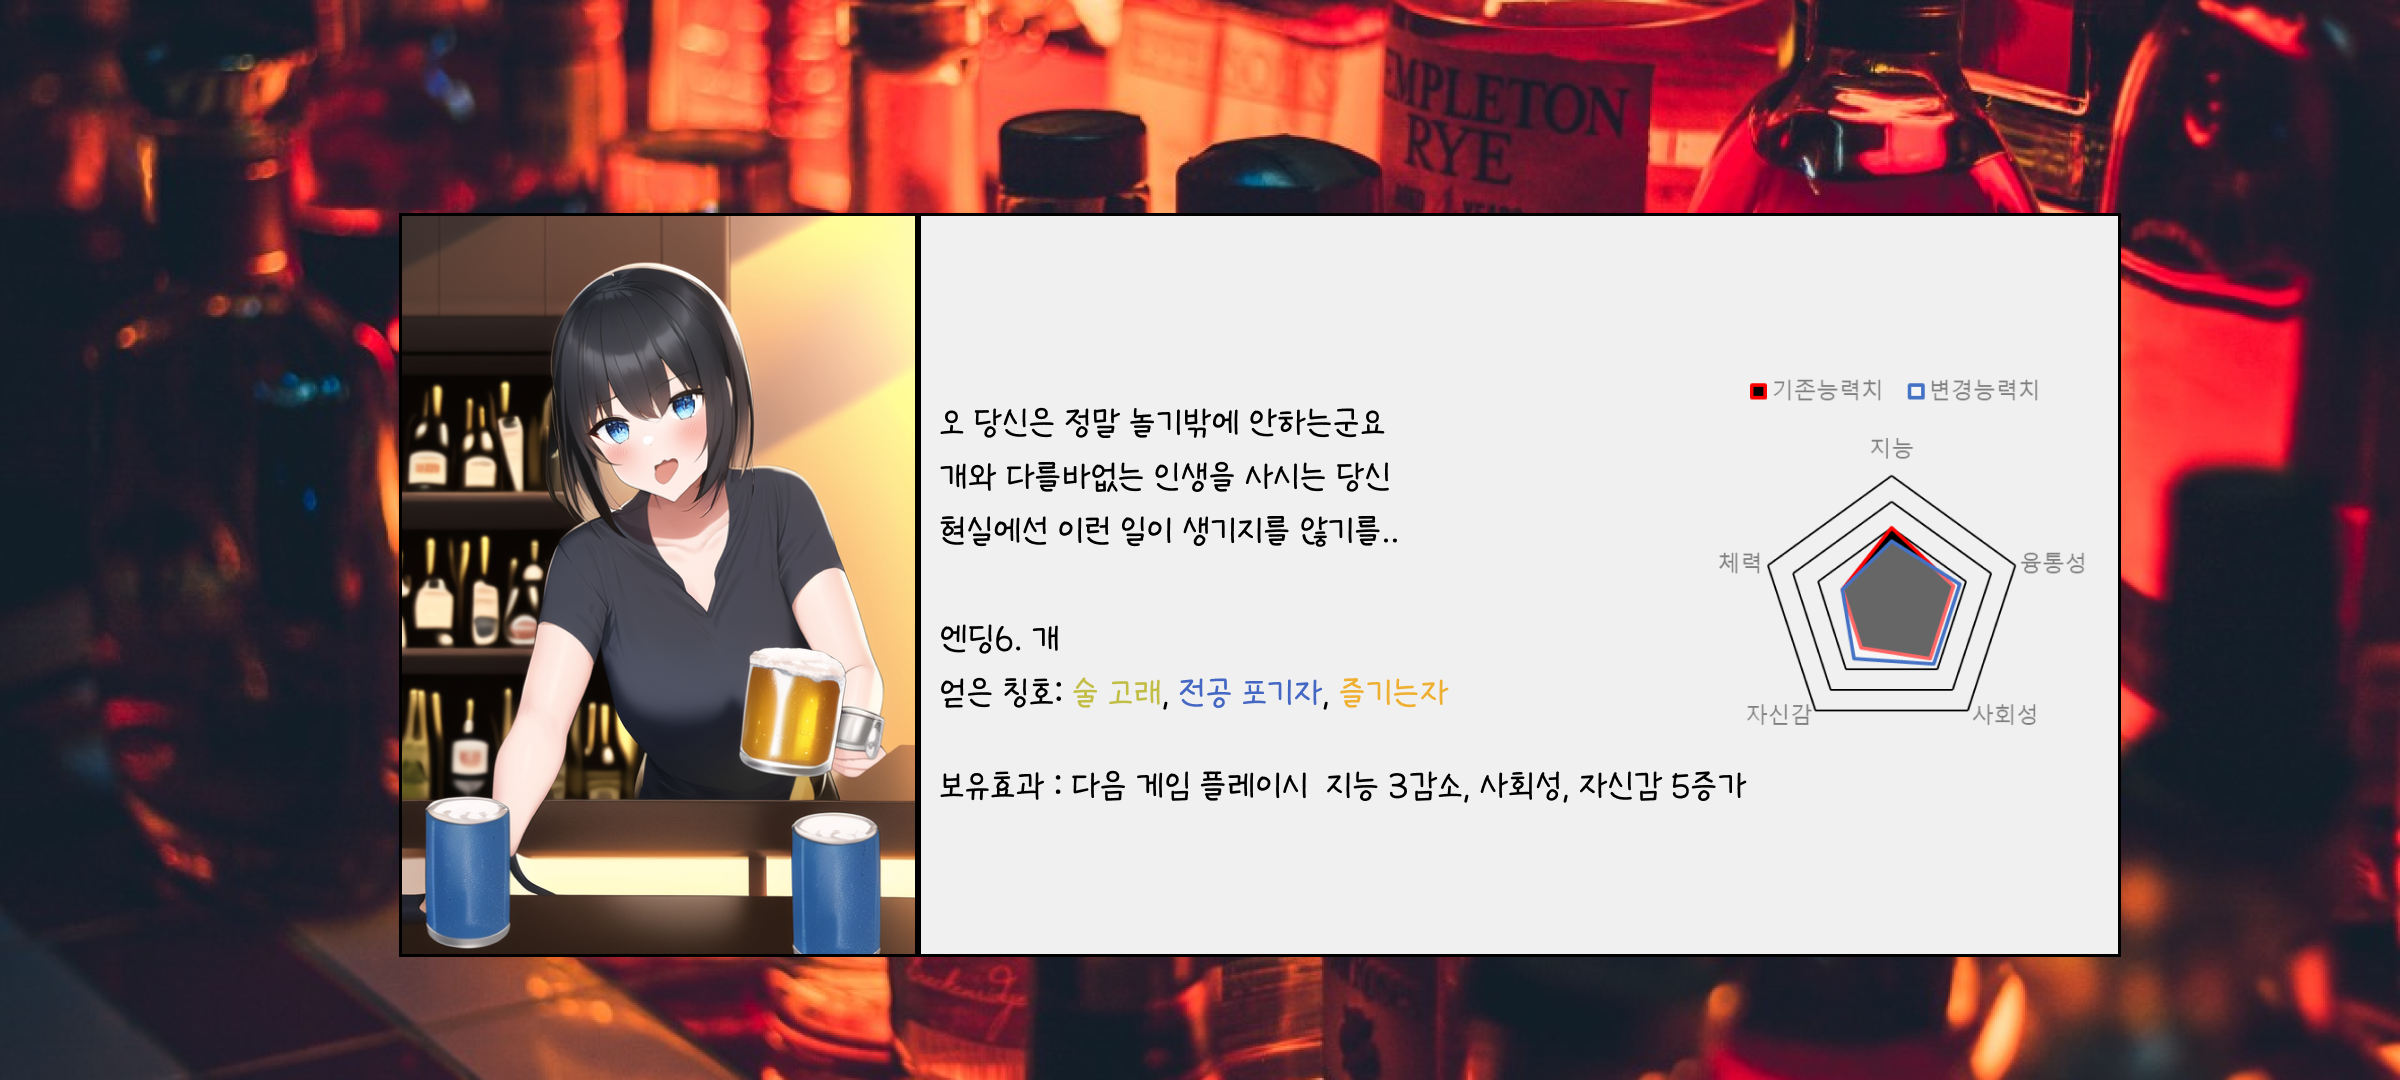 EMPLETON
RYE
기존능력치 변경능력치
지능
체력
융통성
자신감
사회성
오 당신은 정말 놀기밖에 안하는군요
개와 다를바없는 인생을 사시는 당신
현실에선 이런 일이 생기지를 않기를..
엔딩6. 개
얻은 칭호: 술 고래, 전공 포기자, 즐기는자
보유효과 : 다음 게임 플레이시 지능 3감소, 사회성, 자신감 5증가